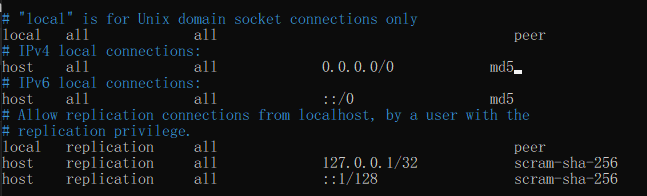 # "local" is for Unix domain socket connections only
local   all             all                                     peer
# IPv4 local connections:
host    all             all             0.0.0.0/0            md5
# IPv6 local connections:
host    all             all             ::/0                 md5
# Allow replication connections from localhost, by a user with the
# replication privilege.
local   replication     all                                     peer
host    replication     all             127.0.0.1/32            scram-sha-256
host    replication     all             ::1/128                 scram-sha-256